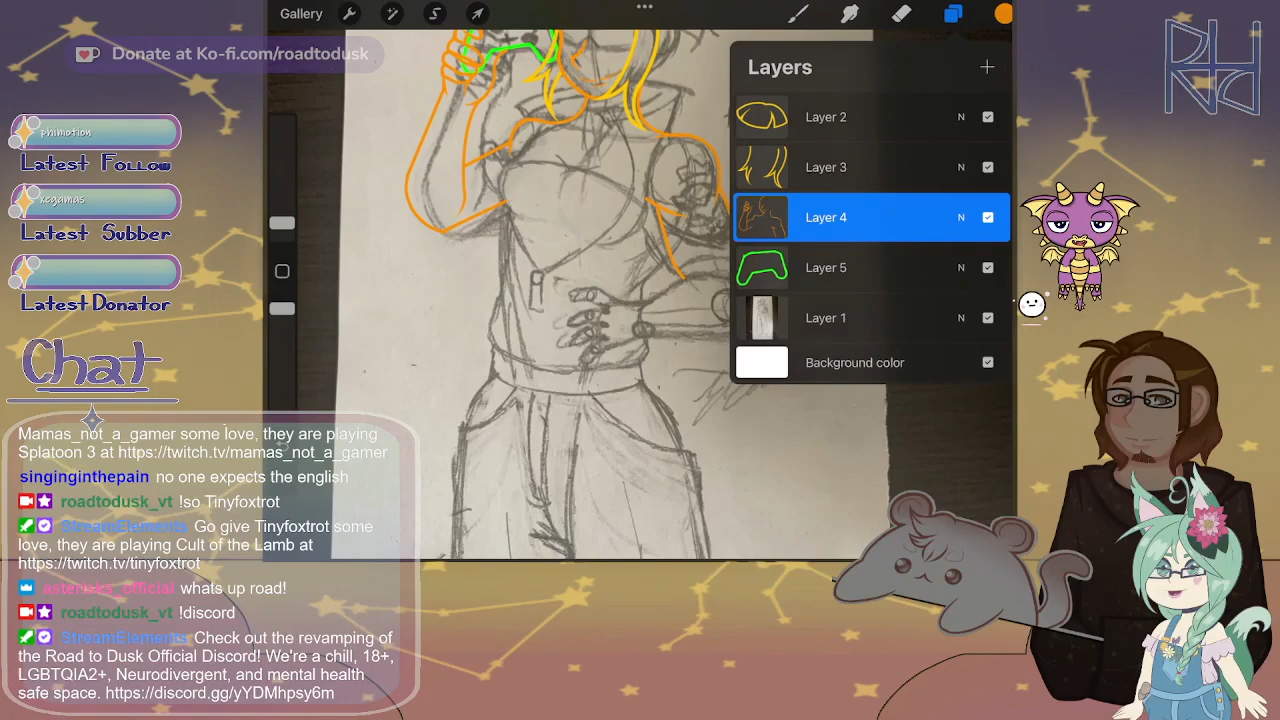 Gallery
Donate at Ko-fi.com/roadtodusk
Layers
Layer 2 N
Layer 3 N
Layer 4 N
Layer 5 N
Layer 1 N
Background color
phimotion
Latest Follow
xegamas
Latest Subber
Latest Donator
Chat
Mamas_not_a_gamer some love, they are playing
Splatoon 3 at https://twitch.tv/mamas_not_a_gamer
singinginthepain no one expects the english
roadtodusk_vt !so Tinyfoxtrot
StreamElements Go give Tinyfoxtrot some
love, they are playing Cult of the Lamb at
https://twitch.tv/tinyfoxtrot
asterisks_official whats up road!
roadtodusk_vt !discord
StreamElements Check out the revamping of
the Road to Dusk Official Discord! We're a chill, 18+,
LGBTQIA2+, Neurodivergent, and mental health
safe space. https://discord.gg/yYDMhpsy6m